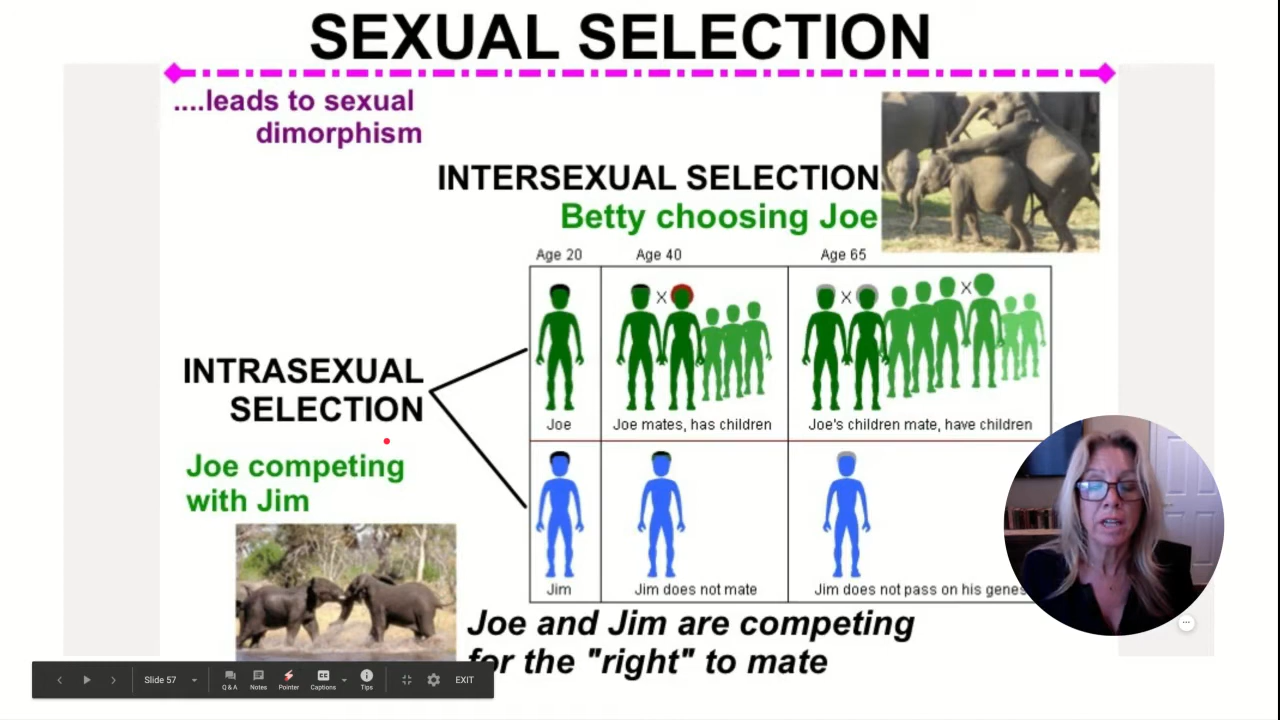 SEXUAL SELECTION
....leads to sexual
dimorphism
INTERSEXUAL SELECTION
Betty choosing Joe
Age 20
Age 40
Age 65
X
X
X
INTRASEXUAL
SELECTION
Joe
Joe mates, has children
Joe's children mate, have children
Joe competing
with Jim
Jim
Jim does not mate
Jim does not pass on his genes
Joe and Jim are competing
for the "right" to mate
Slide 57
Q&A
Notes
Pointer
CC
Captions
Tips
EXIT